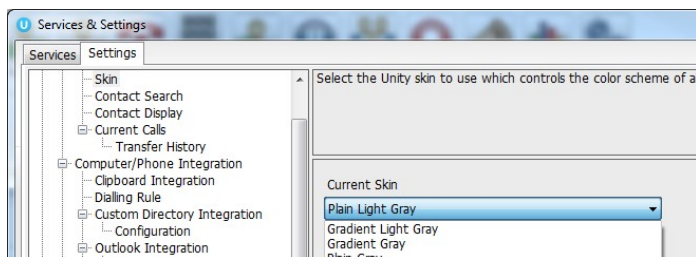 Services & Settings
Services Settings
Skin
Contact Search
Contact Display
Current Calls
Transfer History
Computer/Phone Integration
Clipboard Integration
Dialling Rule
Custom Directory Integration
Configuration
Outlook Integration
Select the Unity skin to use which controls the color scheme of a
Current Skin
Plain Light Gray
Gradient Light Gray
Gradient Gray
Plain Gray